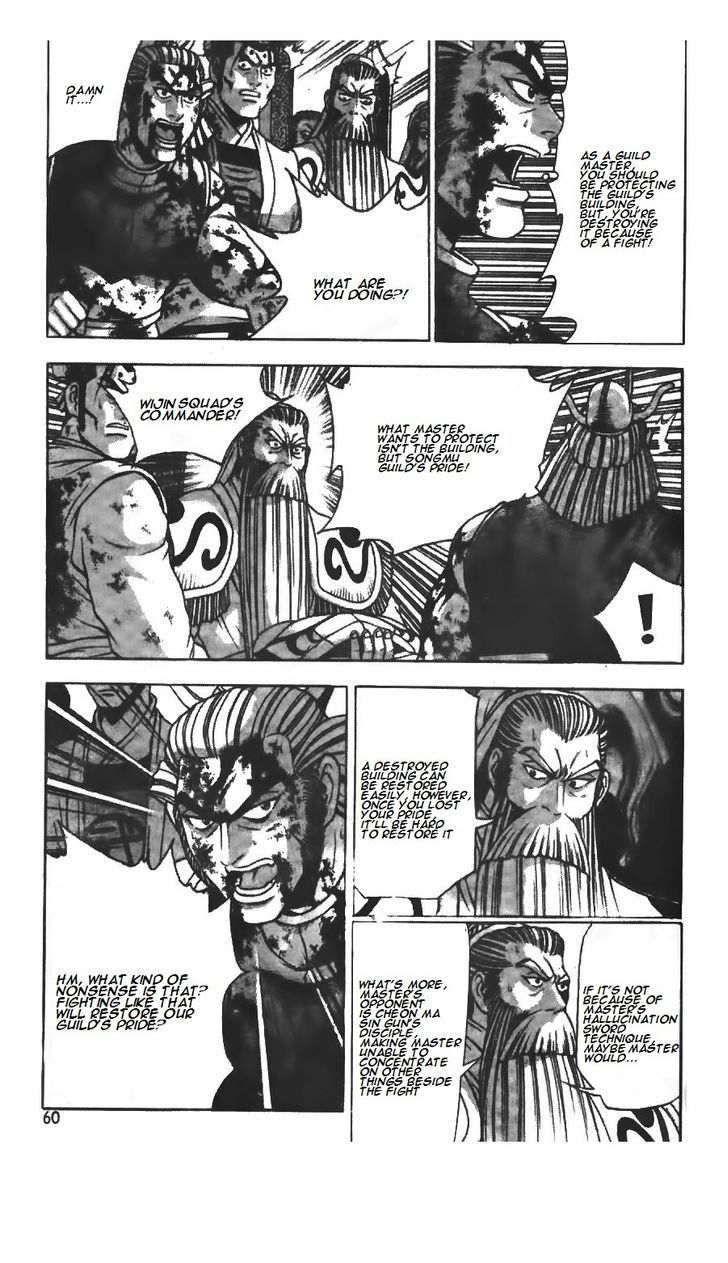 DAMN
IT...!
WHAT ARE
YOU DOING?!
AS A GUILD
MASTER,
YOU SHOULD
BE PROTECTING
THE GUILD'S
BUILDING,
BUT, YOU'RE
DESTROYING
IT BECAUSE
OF A FIGHT!
WIJIN SQUAD'S
COMMANDER!
WHAT MASTER
WANTS TO PROTECT
ISN'T THE BUILDING,
BUT SONGMU
GUILD'S PRIDE!
!
HM, WHAT KIND OF
NONSENSE IS THAT?
FIGHTING LIKE THAT
WILL RESTORE OUR
GUILD'S PRIDE?
A DESTROYED
BUILDING CAN
BE RESTORED
EASILY, HOWEVER,
ONCE YOU LOST
YOUR PRIDE,
IT'LL BE HARD
TO RESTORE IT
WHAT'S MORE,
MASTER'S
OPPONENT
IS CHEON MA
SIN GUN'S
DISCIPLE,
MAKING MASTER
UNABLE TO
CONCENTRATE
ON OTHER
THINGS BESIDE
THE FIGHT
IF IT'S NOT
BECAUSE OF
MASTER'S
HALLUCINATION
SWORD
TECHNIQUE,
MAYBE MASTER
WOULD...
60